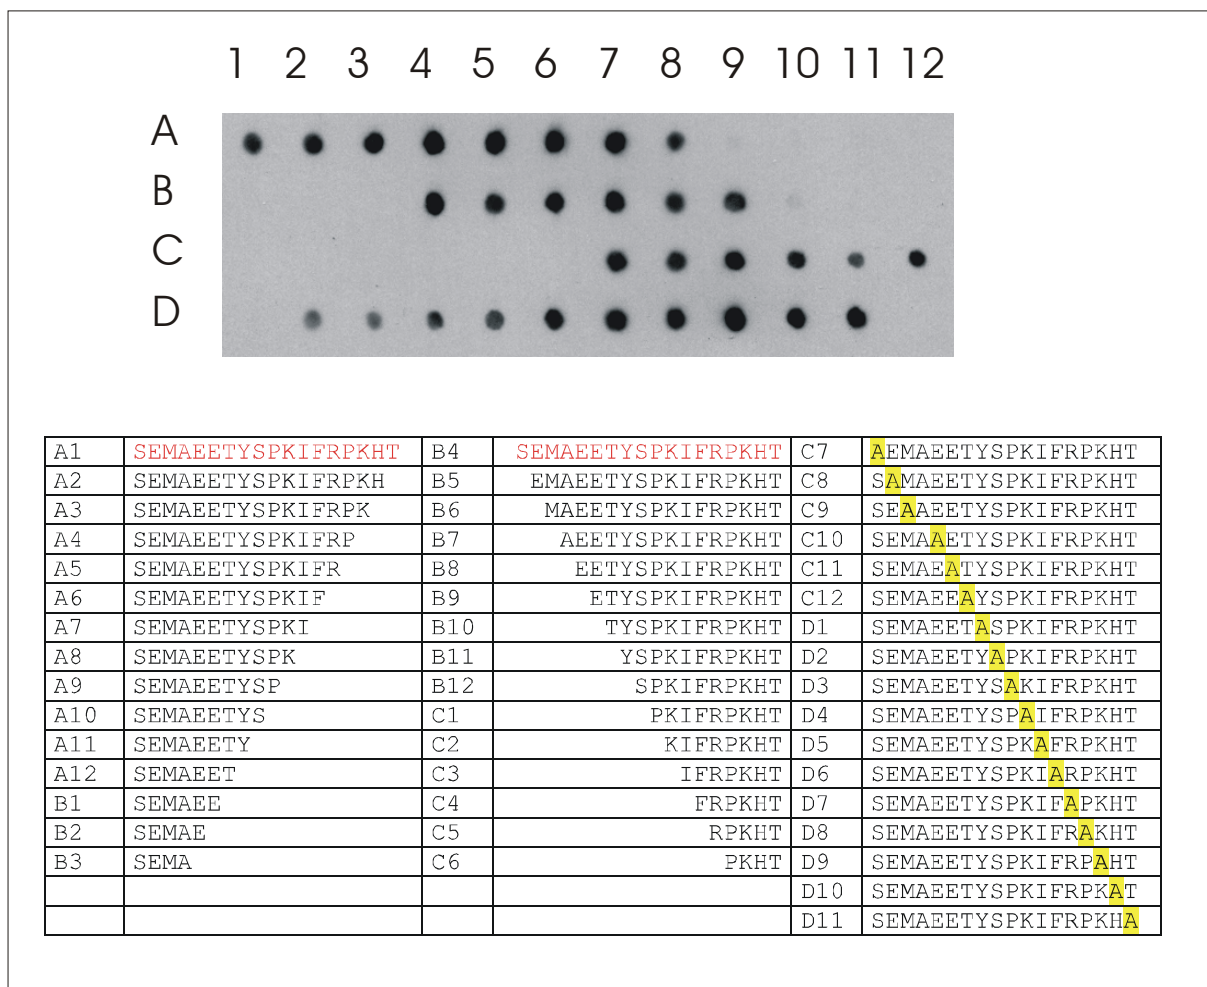 1 2 3 4 5 6 7 8 9 10 11 12
A
B
C
D
A1 SEMAEETYSPKIFRPKHT B4 SEMAEETYSPKIFRPKHT C7 AEMAEETYSPKIFRPKHT
A2 SEMAEETYSPKIFRPKH B5 EMAEETYSPKIFRPKHT C8 SAMAETYSPKIFRPKHT
A3 SEMAEETYSPKIFRPK B6 MAEETYSPKIFRPKHT C9 SEAAEETYSPKIFRPKHT
A4 SEMAEETYSPKIFRP B7 AEETYSPKIFRPKHT C10 SEMAAETYSPKIFRPKHT
A5 SEMAEETYSPKIFR B8 EETYSPKIFRPKHT C11 SEMAEATYSPKIFRPKHT
A6 SEMAEETYSPKIF B9 ETYSPKIFRPKHT C12 SEMAEEAYSPKIFRPKHT
A7 SEMAEETYSPKI B10 TYSPKIFRPKHT D1 SEMAEETASPKIFRPKHT
A8 SEMAEETYSPK B11 YSPKIFRPKHT D2 SEMAEETYAPKIFRPKHT
A9 SEMAEETYSP B12 SPKIFRPKHT D3 SEMAEETYSAKIFRPKHT
A10 SEMAEETYS C1 PKIFRPKHT D4 SEMAEETYSPAIFRPKHT
A11 SEMAEETY C2 KIFRPKHT D5 SEMAEETYSPKAFRPKHT
A12 SEMAEET C3 IFRPKHT D6 SEMAEETYSPKIARPKHT
B1 SEMAEE C4 FRPKHT D7 SEMAEETYSPKIFAPKHT
B2 SEMAE C5 RPKHT D8 SEMAEETYSPKIFRAKHT
B3 SEMA C6 PKHT D9 SEMAEETYSPKIFRPAHT
D10 SEMAEETYSPKIFRPKAT
D11 SEMAEETYSPKIFRPKHA